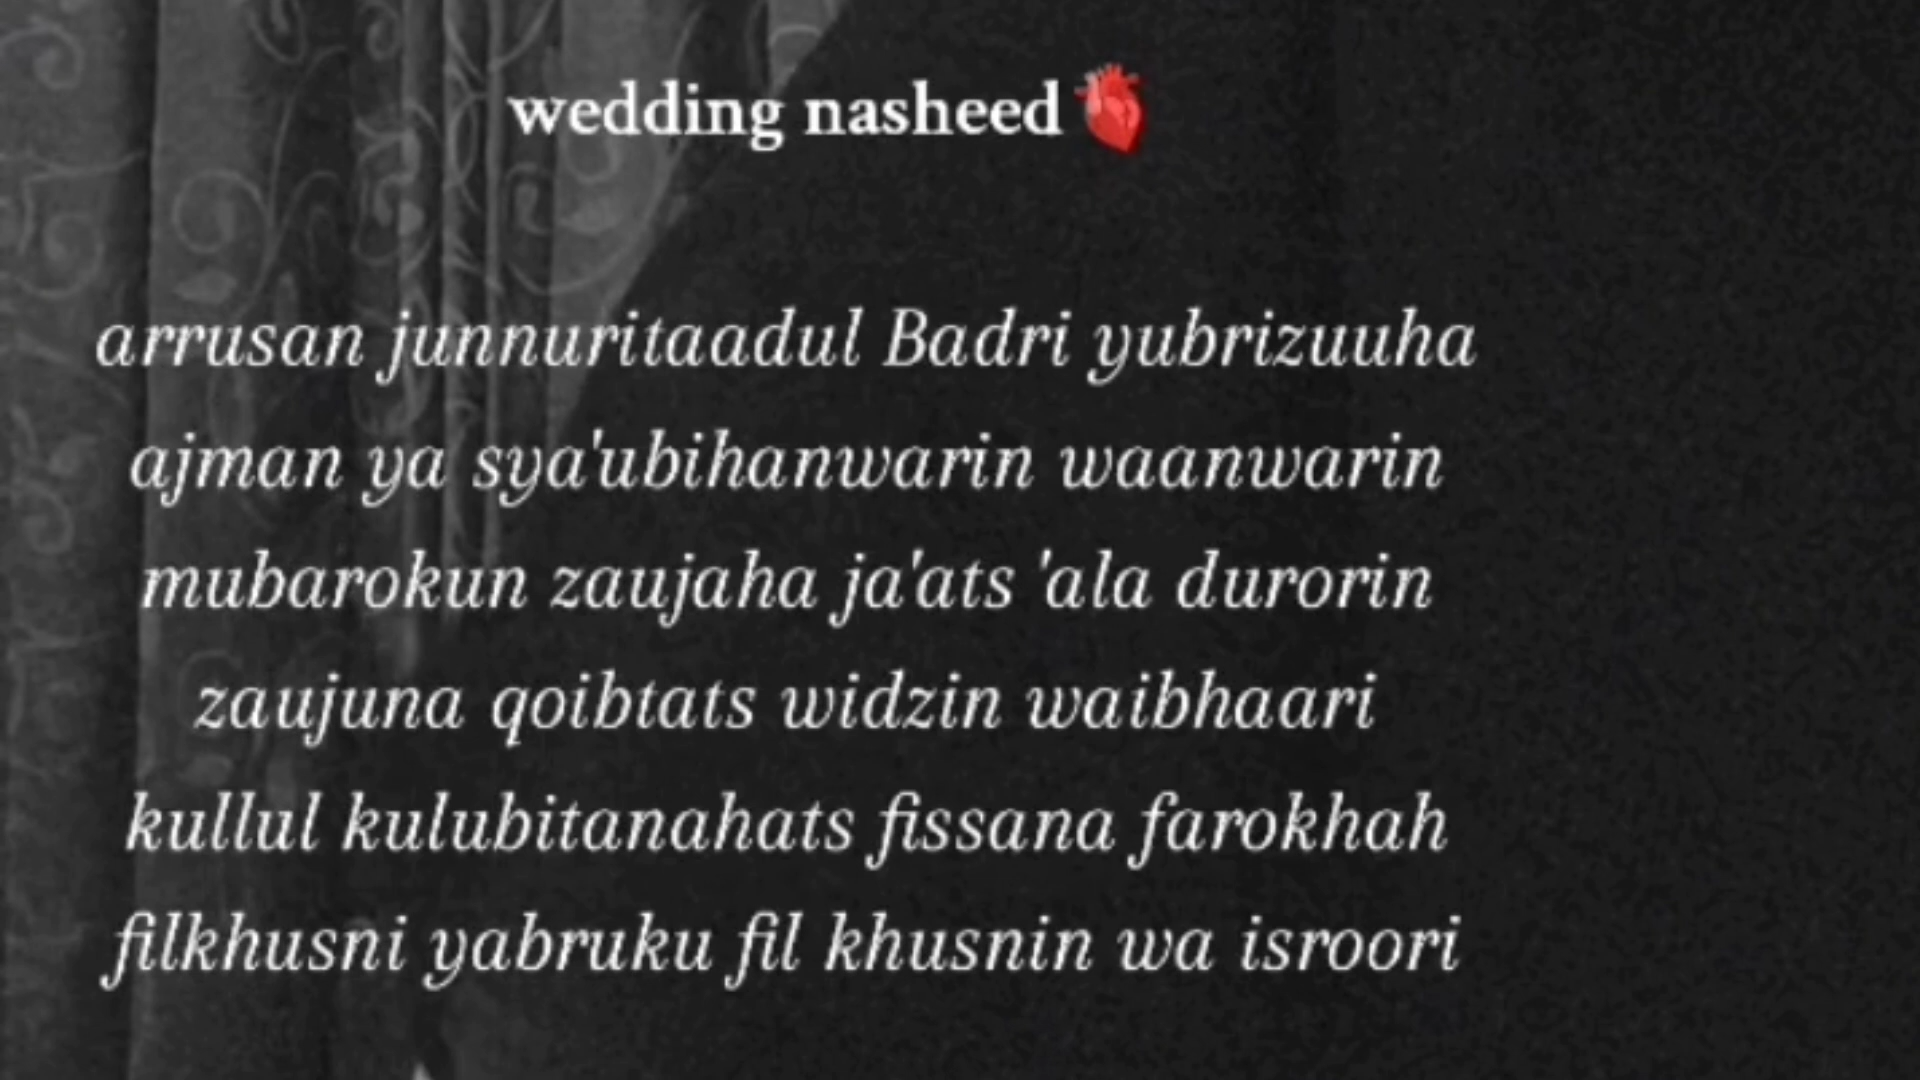 wedding nasheed 🫀
arrusan junnuritaadul Badri yubrizuuha
ajman ya sya'ubihanwarin waanwarin
mubarokun zaujaha ja'ats 'ala durorin
zaujuna qoibtats widzin waibhaari
kullul kulubitanahats fissana farokhah
filkhusni yabruku fil khusnin wa isroori